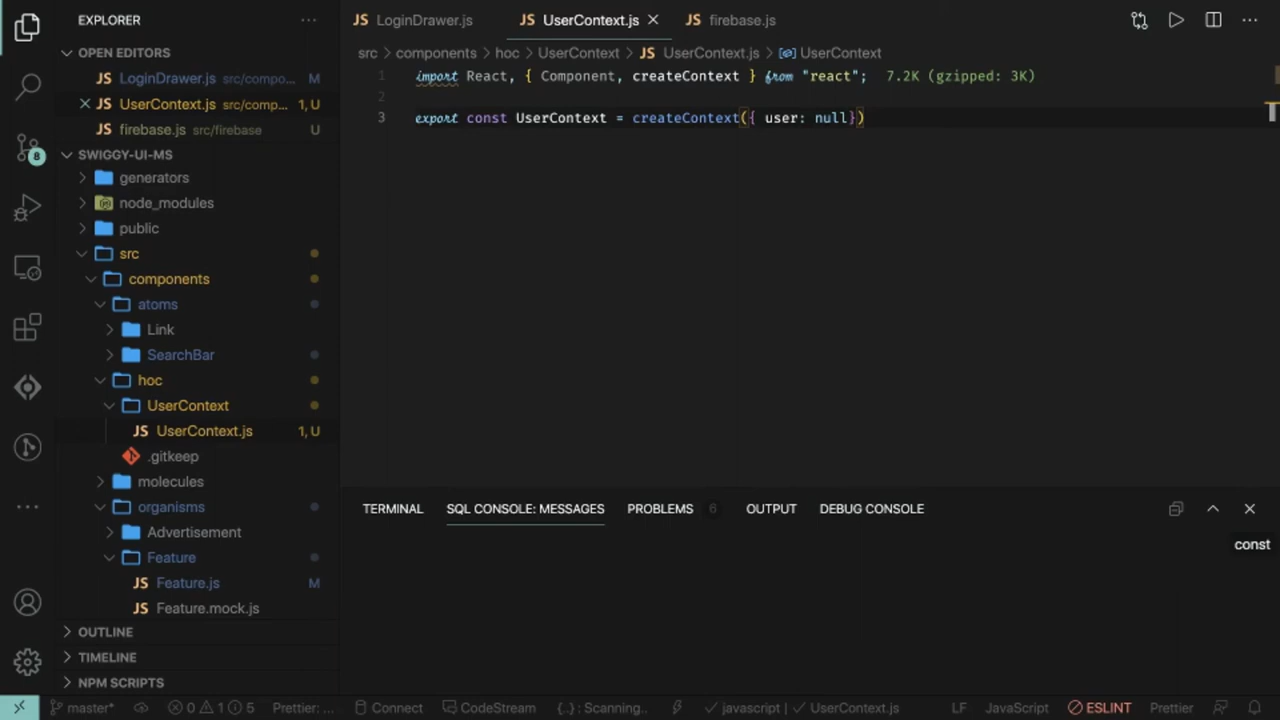 EXPLORER
OPEN EDITORS
JS LoginDrawer.js src/compo... M
JS UserContext.js src/comp... 1, U
JS firebase.js src/firebase U
SWIGGY-UI-MS
generators
node_modules
public
src
components
atoms
Link
SearchBar
hoc
UserContext
JS UserContext.js 1, U
.gitkeep
molecules
organisms
Advertisement
Feature
JS Feature.js M
JS Feature.mock.js
OUTLINE
TIMELINE
NPM SCRIPTS
8
JS LoginDrawer.js JS UserContext.js JS firebase.js
src > components > hoc > UserContext > JS UserContext.js > UserContext
1 import React, { Component, createContext } from "react"; 7.2K (gzipped: 3K)
2
3 export const UserContext = createContext({ user: null})
TERMINAL SQL CONSOLE: MESSAGES PROBLEMS 6 OUTPUT DEBUG CONSOLE
const
master* 0 1 5 Prettier: ... Connect CodeStream {..} : Scanning.. javascript | UserContext.js LF JavaScript ESLINT Prettier